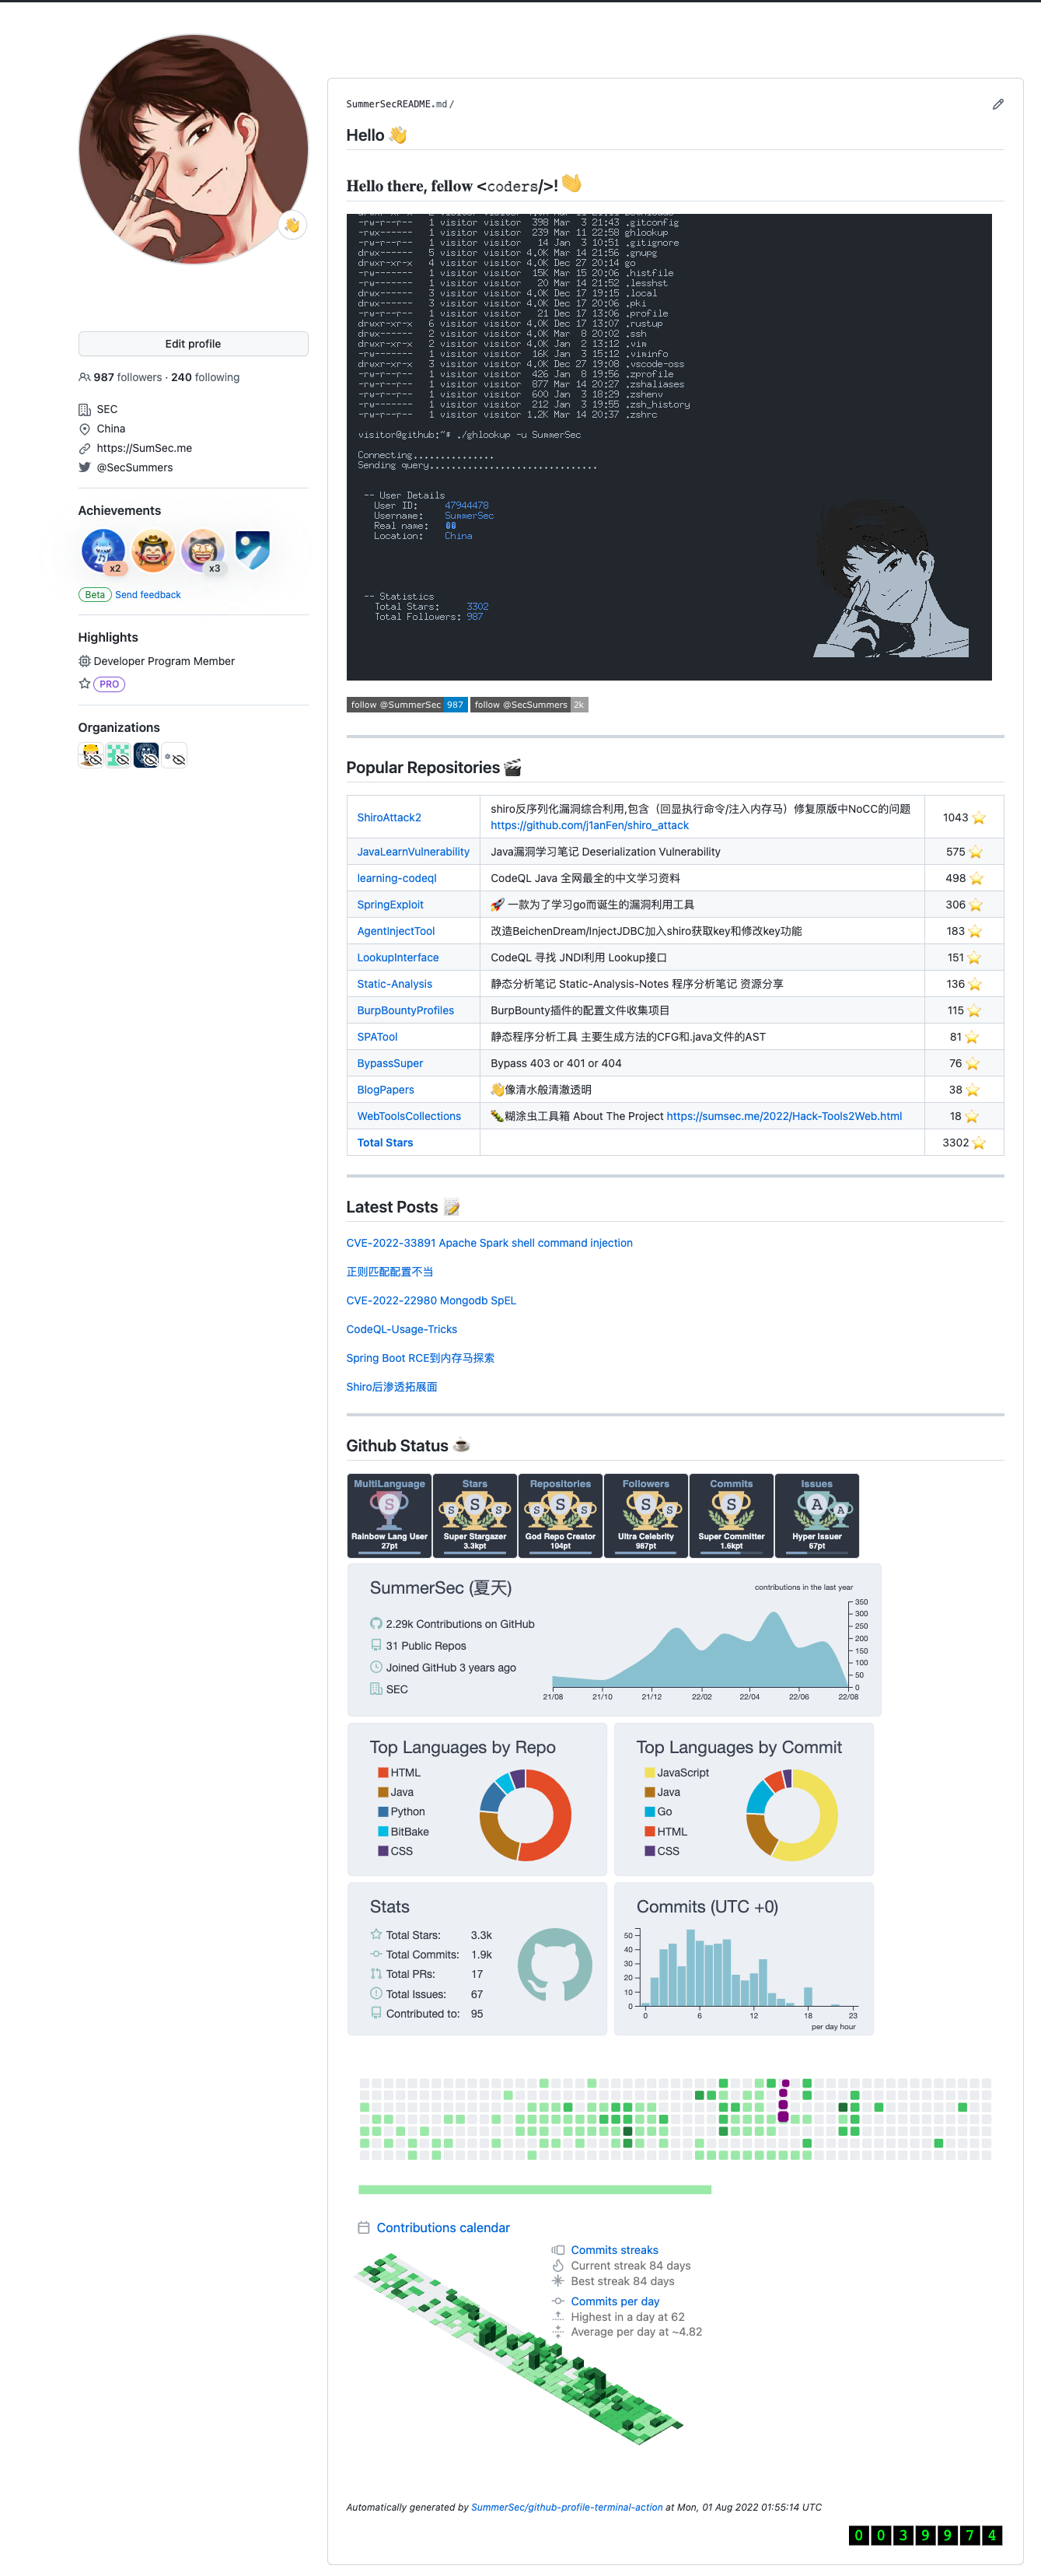 Edit profile
987 followers · 240 following
SEC
China
https://SumSec.me
@SecSummers
Achievements
x2
x3
Beta Send feedback
Highlights
Developer Program Member
PRO
Organizations
SummerSecREADME.md/
Hello 👋
Hello there, fellow <coders/>! 👋
-rw-r--r-- 1 visitor visitor 398 Mar 3 21:43 .gitconfig
-rwx------ 1 visitor visitor 239 Mar 11 22:58 ghlookup
-rw-r--r-- 1 visitor visitor 14 Jan 3 10:51 .gitignore
drwx------ 5 visitor visitor 4.0K Mar 14 21:56 .gnupg
drwxr-xr-x 4 visitor visitor 4.0K Dec 27 20:14 go
-rw-r--r-- 1 visitor visitor 15K Mar 15 20:06 .histfile
-rw------- 1 visitor visitor 20 Mar 14 21:52 .lesshst
drwx------ 3 visitor visitor 4.0K Dec 17 19:15 .local
drwx------ 3 visitor visitor 4.0K Dec 17 20:06 .pki
-rw-r--r-- 1 visitor visitor 21 Dec 17 13:06 .profile
drwxr-xr-x 6 visitor visitor 4.0K Dec 17 13:07 .rustup
drwx------ 2 visitor visitor 4.0K Mar 8 20:02 .ssh
drwxr-xr-x 2 visitor visitor 4.0K Jan 2 13:12 .vim
-rw------- 1 visitor visitor 16K Jan 3 15:12 .viminfo
drwxr-xr-x 3 visitor visitor 4.0K Dec 27 19:08 .vscode-oss
-rw-r--r-- 1 visitor visitor 426 Jan 8 19:56 .zprofile
-rw-r--r-- 1 visitor visitor 877 Mar 14 20:27 .zshaliases
-rw-r--r-- 1 visitor visitor 600 Jan 3 18:29 .zshenv
-rw------- 1 visitor visitor 212 Jan 3 19:55 .zsh_history
-rw-r--r-- 1 visitor visitor 1.2K Mar 14 20:37 .zshrc
visitor@github:~# ./ghlookup -u SummerSec
Connecting...............
Sending query...............................
-- User Details
User ID: 47944478
Username: SummerSec
Real name:
Location: China
-- Statistics
Total Stars: 3302
Total Followers: 987
follow @SummerSec 987 follow @SecSummers 2k
Popular Repositories 🎬
ShiroAttack2 shiro反序列化漏洞综合利用,包含（回显执行命令/注入内存马）修复原版中NoCC的问题 1043 ⭐
https://github.com/j1anFen/shiro_attack
JavaLearnVulnerability Java漏洞学习笔记 Deserialization Vulnerability 575 ⭐
learning-codeql CodeQL Java 全网最全的中文学习资料 498 ⭐
SpringExploit 🚀 一款为了学习go而诞生的漏洞利用工具 306 ⭐
AgentInjectTool 改造BeichenDream/InjectJDBC加入shiro获取key和修改key功能 183 ⭐
LookupInterface CodeQL 寻找 JNDI利用 Lookup接口 151 ⭐
Static-Analysis 静态分析笔记 Static-Analysis-Notes 程序分析笔记 资源分享 136 ⭐
BurpBountyProfiles BurpBounty插件的配置文件收集项目 115 ⭐
SPATool 静态程序分析工具 主要生成方法的CFG和.java文件的AST 81 ⭐
BypassSuper Bypass 403 or 401 or 404 76 ⭐
BlogPapers 👋像清水般清澈透明 38 ⭐
WebToolsCollections 🐛糊涂虫工具箱 About The Project https://sumsec.me/2022/Hack-Tools2Web.html 18 ⭐
Total Stars 3302 ⭐
Latest Posts 📝
CVE-2022-33891 Apache Spark shell command injection
正则匹配配置不当
CVE-2022-22980 Mongodb SpEL
CodeQL-Usage-Tricks
Spring Boot RCE到内存马探索
Shiro后渗透拓展面
Github Status ☕
MultiLanguage Stars Repositories Followers Commits Issues
S S S S S S S S S S S S A A
Rainbow Lang User Super Stargazer God Repo Creator Ultra Celebrity Super Committer Hyper Issuer
27pt 3.3kpt 104pt 987pt 1.6kpt 67pt
SummerSec (夏天)
contributions in the last year
2.29k Contributions on GitHub
31 Public Repos
Joined GitHub 3 years ago
SEC
350
300
250
200
150
100
50
0
21/08 21/10 21/12 22/02 22/04 22/06 22/08
Top Languages by Repo
HTML
Java
Python
BitBake
CSS
Top Languages by Commit
JavaScript
Java
Go
HTML
CSS
Stats
Total Stars: 3.3k
Total Commits: 1.9k
Total PRs: 17
Total Issues: 67
Contributed to: 95
Commits (UTC +0)
50
40
30
20
10
0
0 6 12 18 23
per day hour
Contributions calendar
Commits streaks
Current streak 84 days
Best streak 84 days
Commits per day
Highest in a day at 62
Average per day at ~4.82
Automatically generated by SummerSec/github-profile-terminal-action at Mon, 01 Aug 2022 01:55:14 UTC
0 0 3 9 9 7 4